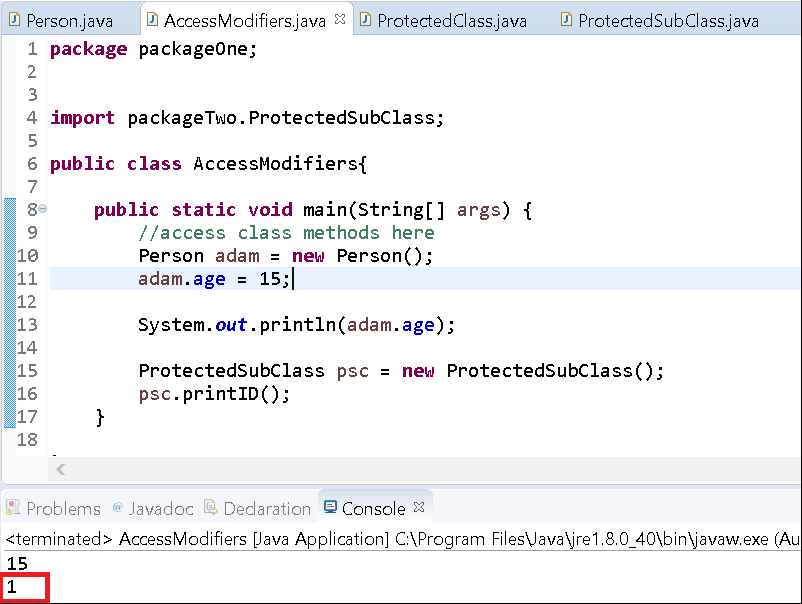 Person.java AccessModifiers.java ProtectedClass.java ProtectedSubClass.java
1 package packageOne;
2
3
4 import packageTwo.ProtectedSubClass;
5
6 public class AccessModifiers{
7
8 public static void main(String[] args) {
9 //access class methods here
10 Person adam = new Person();
11 adam.age = 15;
12
13 System.out.println(adam.age);
14
15 ProtectedSubClass psc = new ProtectedSubClass();
16 psc.printID();
17 }
18
Problems @ Javadoc Declaration Console
<terminated> AccessModifiers [Java Application] C:\Program Files\Java\jre1.8.0_40\bin\javaw.exe (Au
15
1